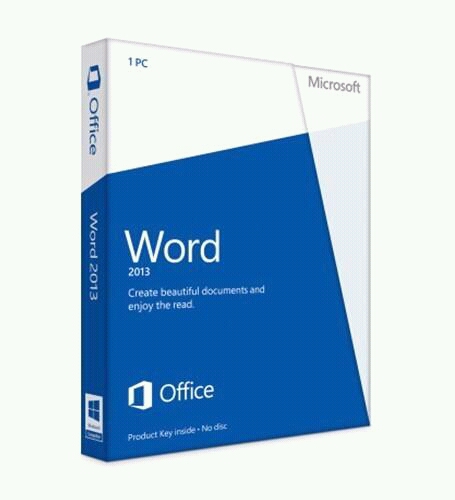 1 PC
Microsoft
Office
Word 2013
Word
2013
Create beautiful documents and
enjoy the read.
Office
Product Key inside • No disc
Windows